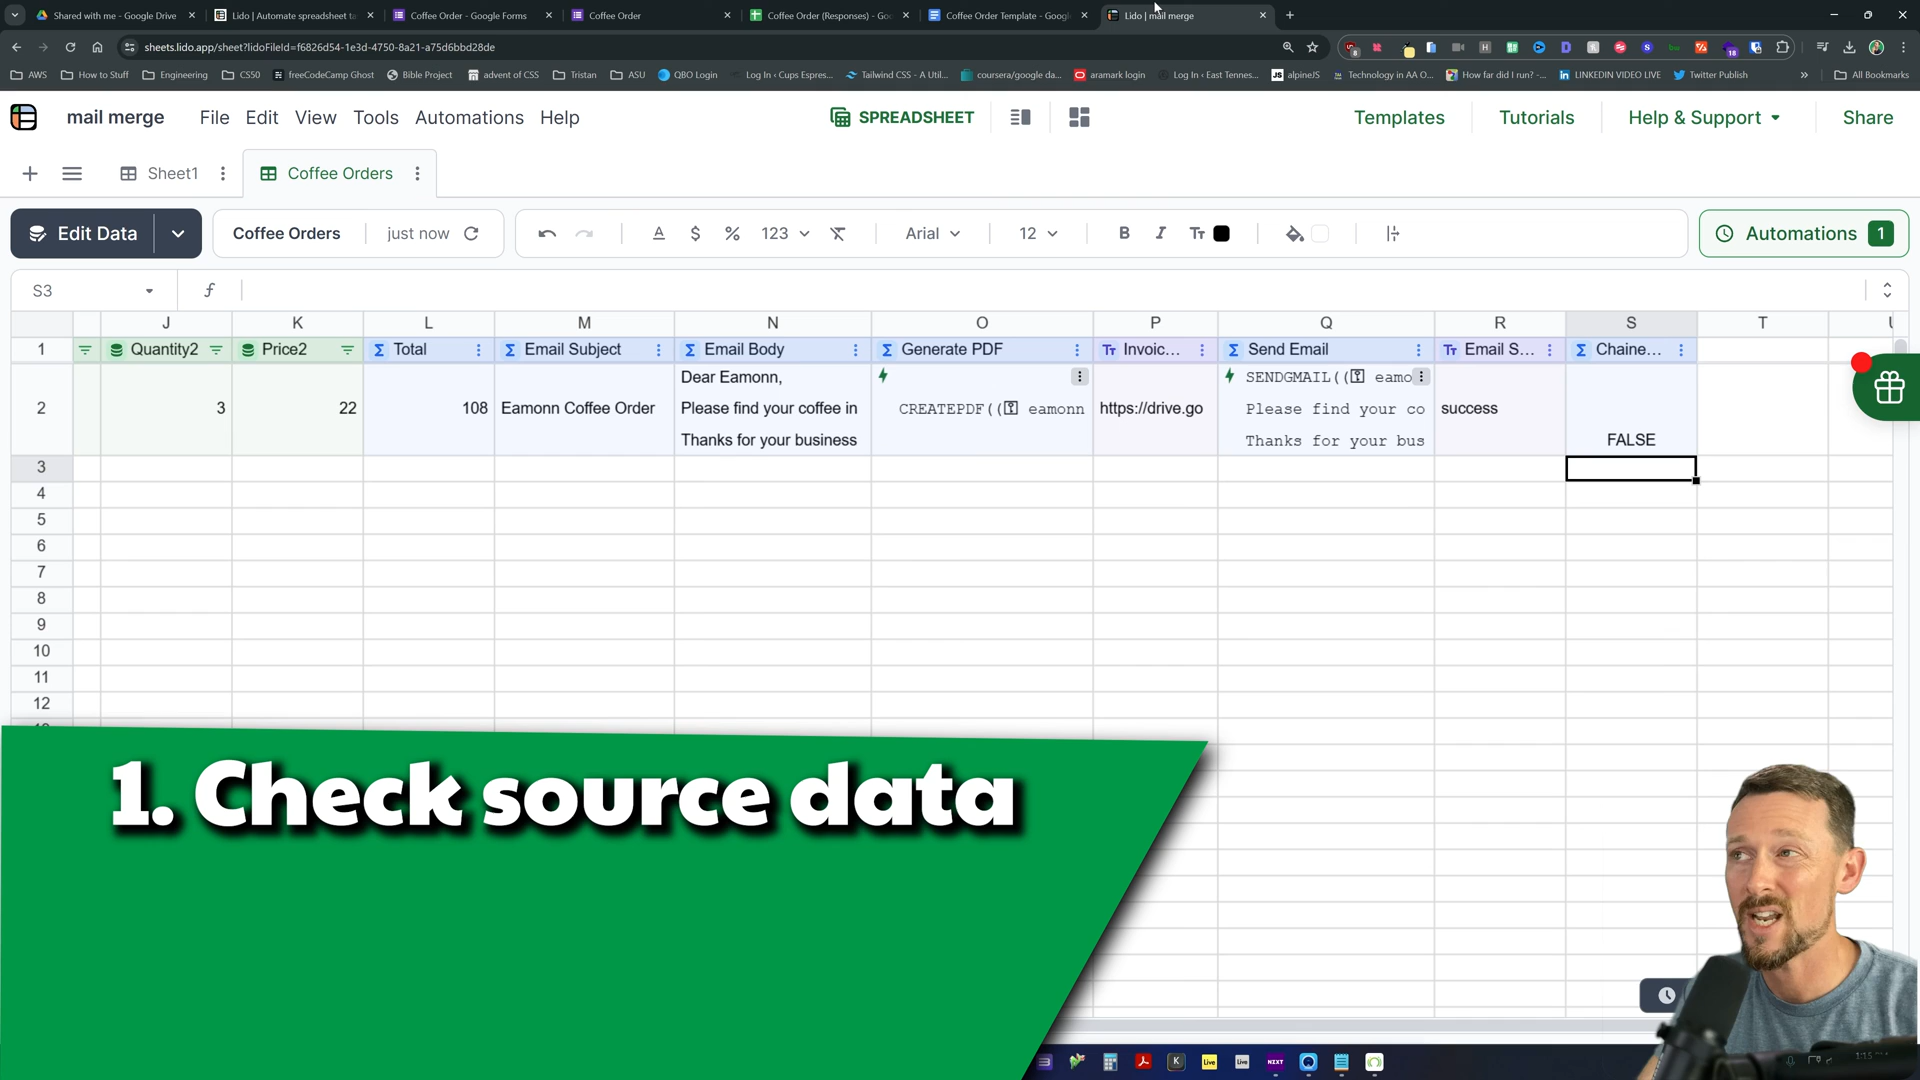 Shared with me - Google Drive
Lido | Automate spreadsheet ta
Coffee Order - Google Forms
Coffee Order
Coffee Order (Responses) - Goo
Coffee Order Template - Google
Lido | mail merge
sheets.lido.app/sheet?lidoFileId=f6826d54-1e3d-4750-8a21-a75d6bbd28de
AWS
How to Stuff
Engineering
CS50
freeCodeCamp Ghost
Bible Project
advent of CSS
Tristan
ASU
QBO Login
Log In ‹ Cups Espres...
Tailwind CSS - A Util...
coursera/google da...
aramark login
Log In ‹ East Tennes...
JS alpineJS
Technology in AA O...
How far did I run? -...
LINKEDIN VIDEO LIVE
Twitter Publish
All Bookmarks
mail merge
File Edit View Tools Automations Help
SPREADSHEET
Templates
Tutorials
Help & Support
Share
Sheet1
Coffee Orders
Edit Data
Coffee Orders
just now
$ % 123
Arial
12
B I Tт
Automations 1
S3
J K L M N O P Q R S T
1 Quantity2 Price2 Total Email Subject Email Body Generate PDF Invoic... Send Email Email S... Chaine...
Dear Eamonn,
SENDGMAIL(( eamo
2 3 22 108 Eamonn Coffee Order Please find your coffee in CREATEPDF(( eamonn https://drive.go Please find your co success
Thanks for your business
Thanks for your bus
FALSE
3
4
5
6
7
8
9
10
11
12
1. Check source data